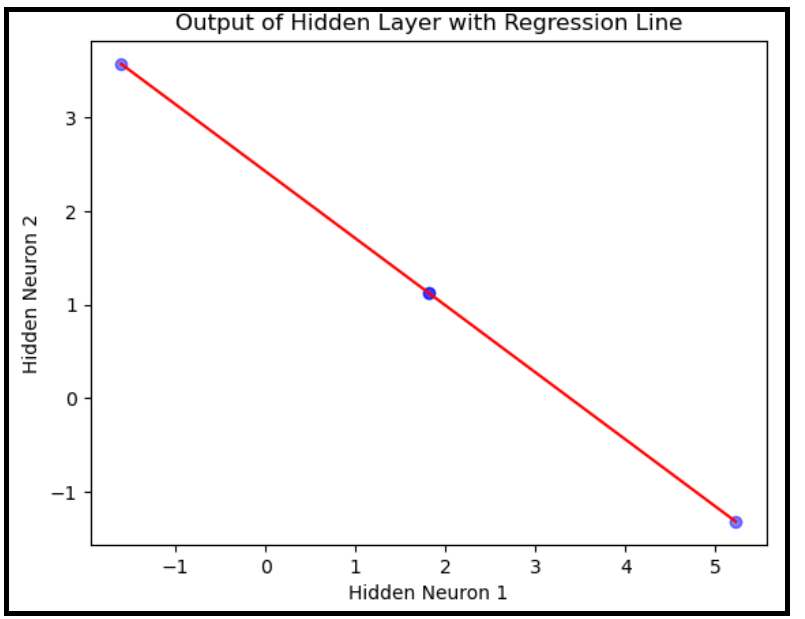 Output of Hidden Layer with Regression Line
3
2
1
0
−1
Hidden Neuron 2
−1 0 1 2 3 4 5
Hidden Neuron 1